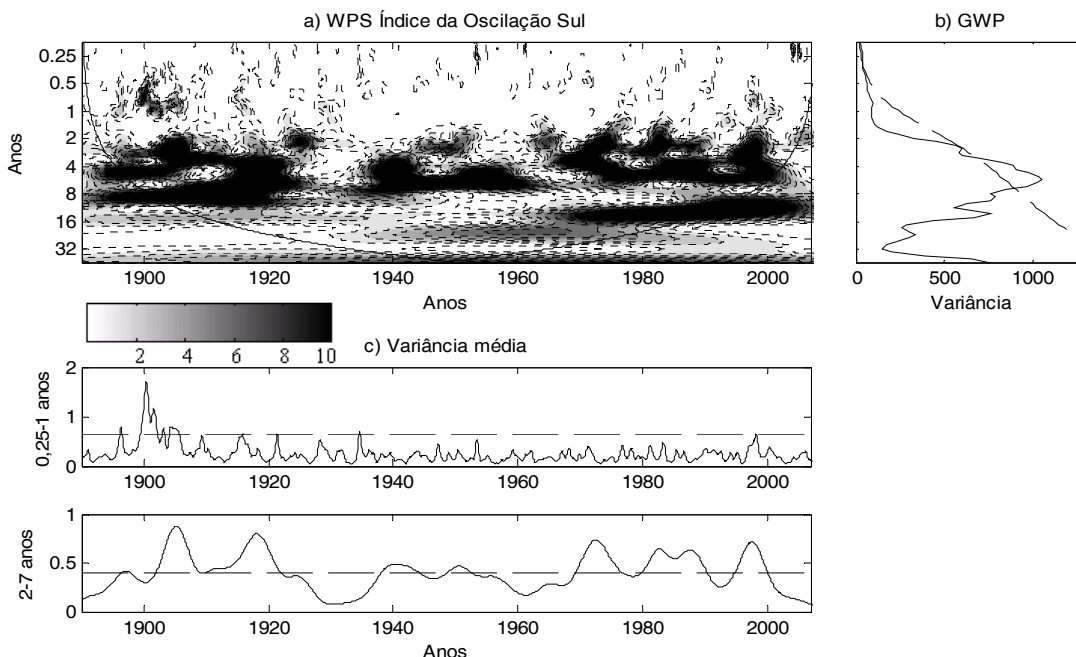 a) WPS Índice da Oscilação Sul
b) GWP
Anos
0.25
0.5
1
2
4
8
16
32
1900 1920 1940 1960 1980 2000
Anos
0 500 1000
Variância
2 4 6 8 10
c) Variância média
0,25-1 anos
2
1
0
1900 1920 1940 1960 1980 2000
2-7 anos
1
0.5
0
1900 1920 1940 1960 1980 2000
Anos